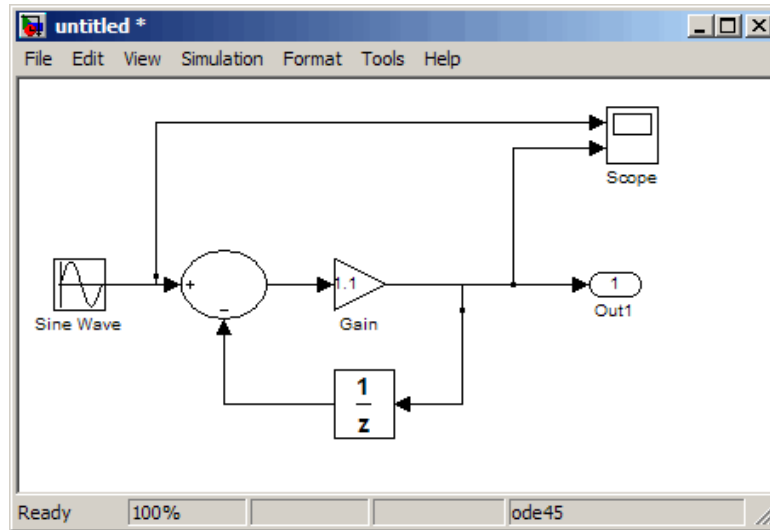 untitled *
File Edit View Simulation Format Tools Help
Scope
+
1.1
1
−
Sine Wave
Gain
Out1
1
z
Ready 100% ode45